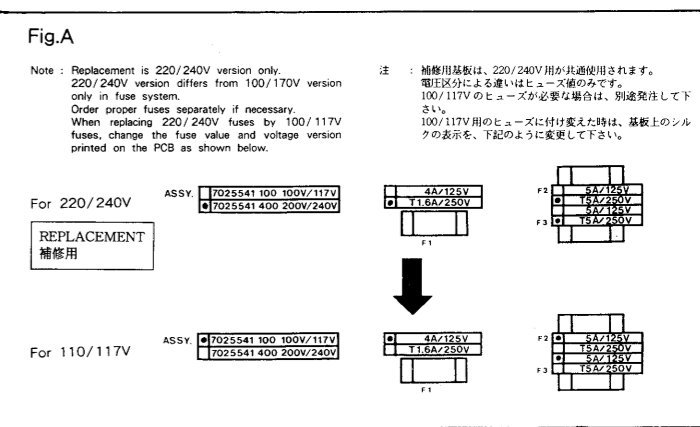 Fig.A
Note : Replacement is 220/240V version only.
220/240V version differs from 100/170V version
only in fuse system.
Order proper fuses separately if necessary.
When replacing 220/240V fuses by 100/117V
fuses, change the fuse value and voltage version
printed on the PCB as shown below.
注 : 補修用基板は、220/240V用が共通使用されます。
電圧区分による違いはヒューズ値のみです。
100/117Vのヒューズが必要な場合は、別途発注して下
さい。
100/117V用のヒューズに付け変えた時は、基板上のシル
クの表示を、下記のように変更して下さい。
For 220/240V
REPLACEMENT
補修用
ASSY.
7025541 100 100V/117V
7025541 400 200V/240V
4A/125V
T1.6A/250V
F1
F2
5A/125V
T5A/250V
5A/125V
F3
T5A/250V
For 110/117V
ASSY.
7025541 100 100V/117V
7025541 400 200V/240V
4A/125V
T1.6A/250V
F1
F2
5A/125V
T5A/250V
5A/125V
F3
T5A/250V